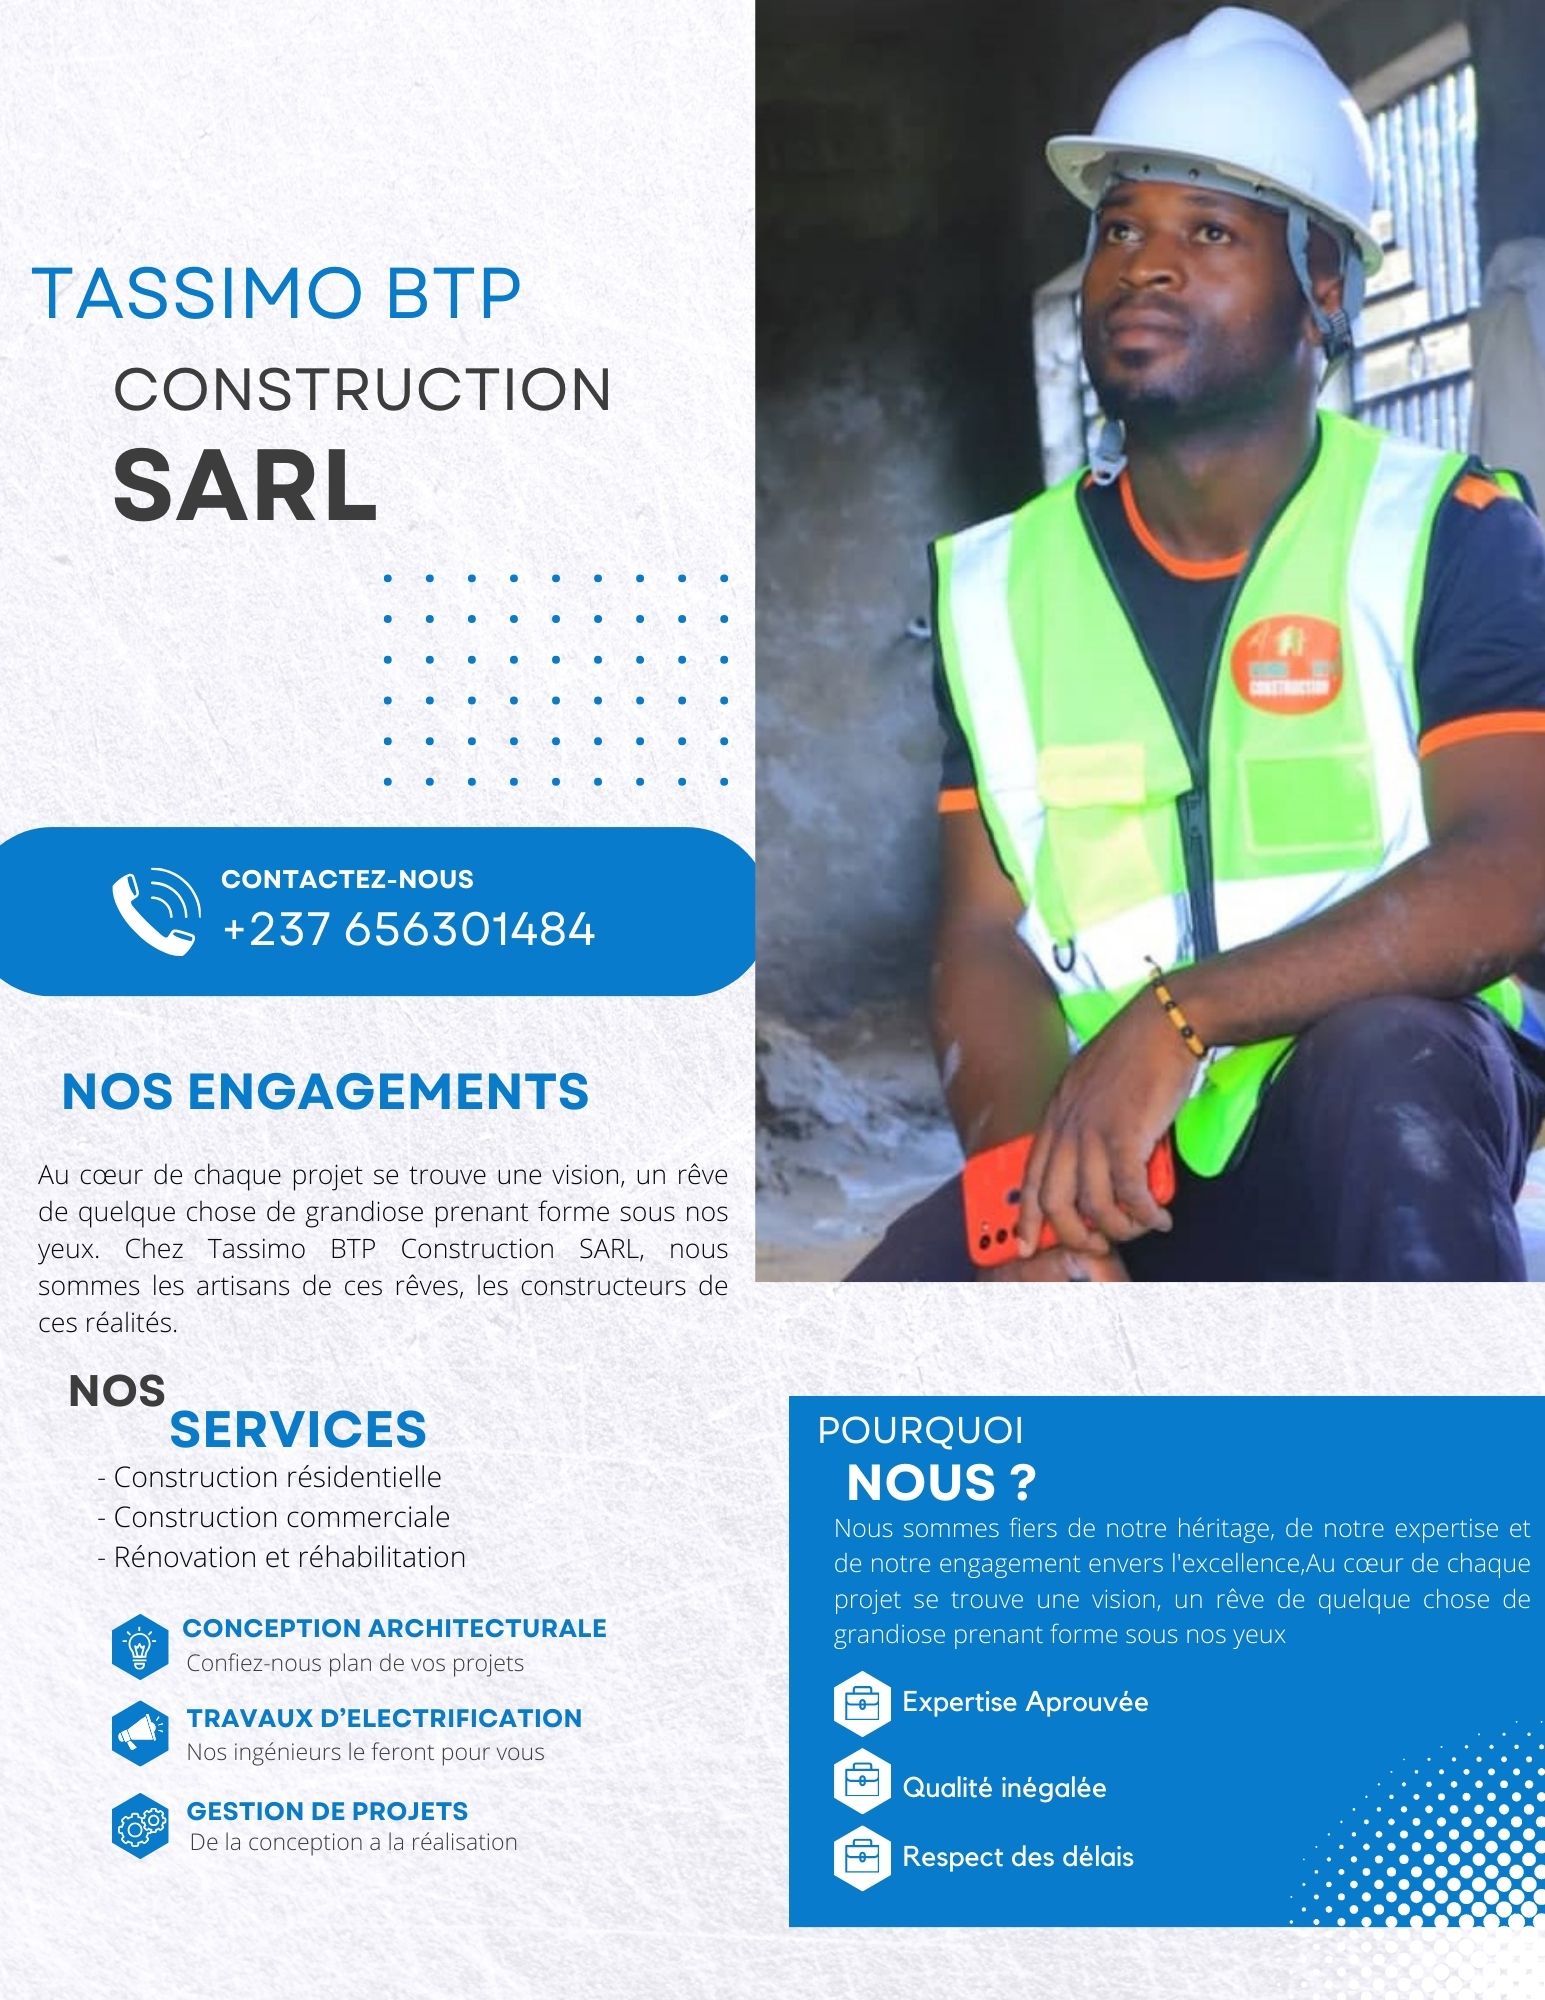 TASSIMO BTP
CONSTRUCTION
SARL
CONSTRUCTION
CONTACTEZ-NOUS
+237 656301484
NOS ENGAGEMENTS
Au cœur de chaque projet se trouve une vision, un rêve
de quelque chose de grandiose prenant forme sous nos
yeux. Chez Tassimo BTP Construction SARL, nous
sommes les artisans de ces rêves, les constructeurs de
ces réalités.
NOS
SERVICES
- Construction résidentielle
- Construction commerciale
- Rénovation et réhabilitation
CONCEPTION ARCHITECTURALE
Confiez-nous plan de vos projets
TRAVAUX D’ELECTRIFICATION
Nos ingénieurs le feront pour vous
GESTION DE PROJETS
De la conception a la réalisation
POURQUOI
NOUS ?
Nous sommes fiers de notre héritage, de notre expertise et
de notre engagement envers l'excellence,Au cœur de chaque
projet se trouve une vision, un rêve de quelque chose de
grandiose prenant forme sous nos yeux
Expertise Aprouvée
Qualité inégalée
Respect des délais